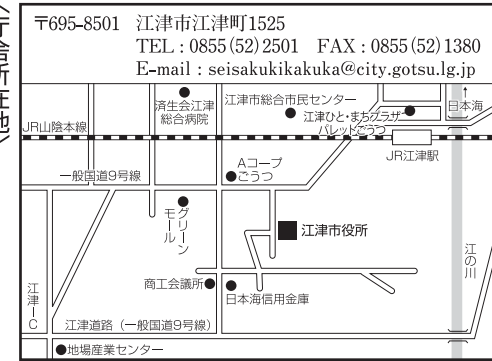 〈庁舎所在地〉
〒695-8501 江津市江津町1525
TEL：0855(52)2501 FAX：0855(52)1380
E-mail：seisakukikakuka@city.gotsu.lg.jp
済生会江津
総合病院
江津市総合市民センター
江津ひと・まちプラザ
パレットごうつ
↑
日本海
JR山陰本線
JR江津駅
一般国道9号線
Aコープ
ごうつ
グリーン
モール
江津市役所
江の川
商工会議所
日本海信用金庫
江津IC
江津道路（一般国道9号線）
地場産業センター